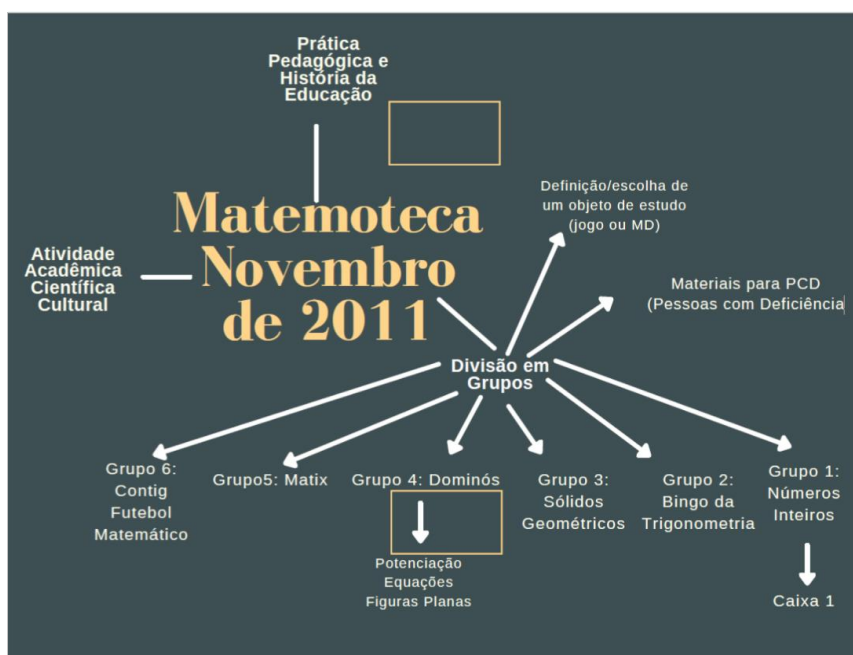 Prática
Pedagógica e
História da
Educação
Matemoteca
Novembro
de 2011
Atividade
Acadêmica
Científica
Cultural
Definição/escolha de
um objeto de estudo
(jogo ou MD)
Materiais para PCD
(Pessoas com Deficiência
Divisão em
Grupos
Grupo 6:
Contig
Futebol
Matemático
Grupo5: Matix
Grupo 4: Dominós
Potenciação
Equações
Figuras Planas
Grupo 3:
Sólidos
Geométricos
Grupo 2:
Bingo da
Trigonometria
Grupo 1:
Números
Inteiros
Caixa 1